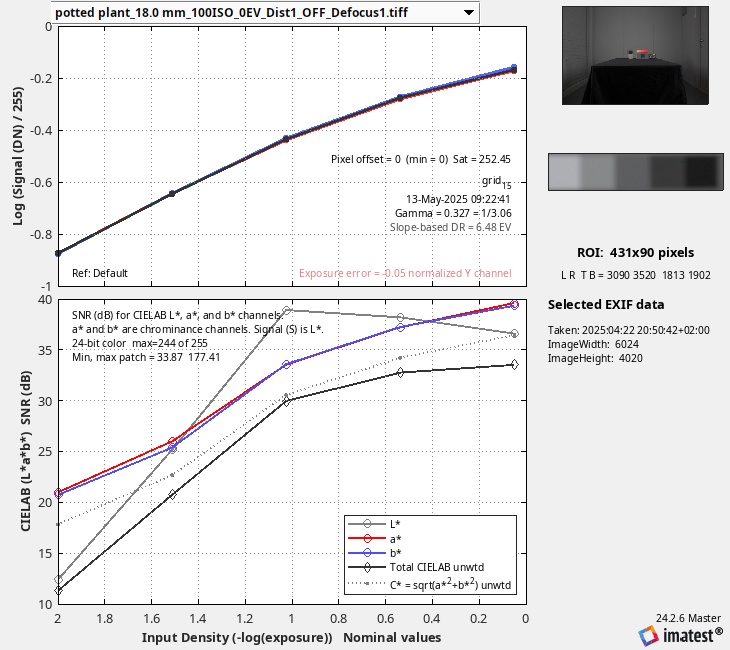 potted plant_18.0 mm_100ISO_0EV_Dist1_OFF_Defocus1.tiff
0
-0.2
-0.4
-0.6
-0.8
-1
Log (Signal (DN) / 255)
Pixel offset = 0 (min = 0) Sat = 252.45
grid_15
13-May-2025 09:22:41
Gamma = 0.327 = 1/3.06
Slope-based DR = 6.48 EV
Ref: Default
Exposure error = -0.05 normalized Y channel
40
35
30
25
20
15
10
CIELAB (L*a*b*) SNR (dB)
SNR (dB) for CIELAB L*, a*, and b* channels.
a* and b* are chrominance channels. Signal (S) is L*.
24-bit color max=244 of 255
Min, max patch = 33.87 177.41
L*
a*
b*
Total CIELAB unwtd
C* = sqrt(a*2+b*2) unwtd
2 1.8 1.6 1.4 1.2 1 0.8 0.6 0.4 0.2 0
Input Density (-log(exposure)) Nominal values
ROI: 431x90 pixels
L R T B = 3090 3520 1813 1902
Selected EXIF data
Taken: 2025:04:22 20:50:42+02:00
ImageWidth: 6024
ImageHeight: 4020
24.2.6 Master
imatest®